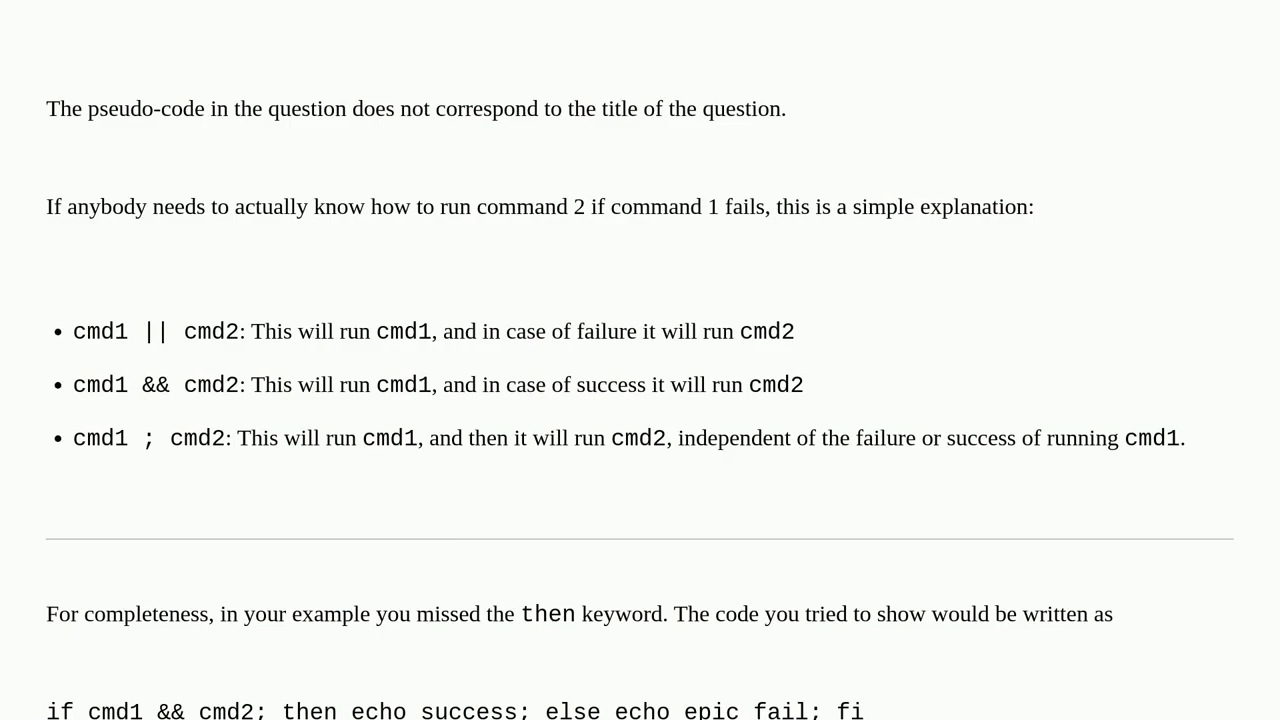 The pseudo-code in the question does not correspond to the title of the question.
If anybody needs to actually know how to run command 2 if command 1 fails, this is a simple explanation:
• cmd1 || cmd2: This will run cmd1, and in case of failure it will run cmd2
• cmd1 && cmd2: This will run cmd1, and in case of success it will run cmd2
• cmd1 ; cmd2: This will run cmd1, and then it will run cmd2, independent of the failure or success of running cmd1.
For completeness, in your example you missed the then keyword. The code you tried to show would be written as
if cmd1 && cmd2; then echo success; else echo epic fail; fi